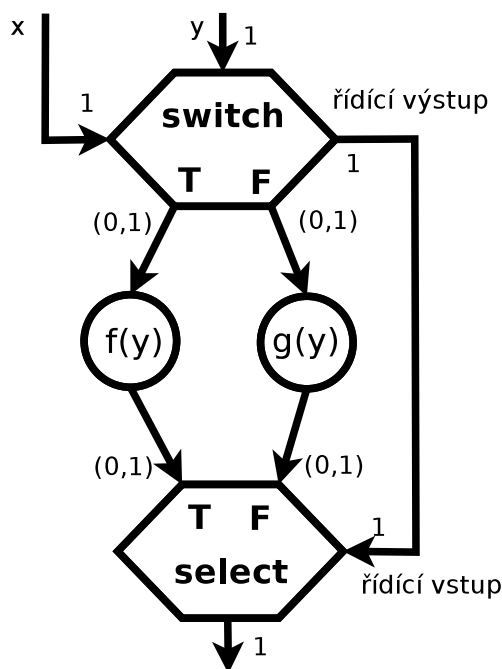 x
y
1
1
switch
řídící výstup
T F
1
(0,1)
(0,1)
f(y)
g(y)
(0,1)
(0,1)
T F
1
select
řídící vstup
1